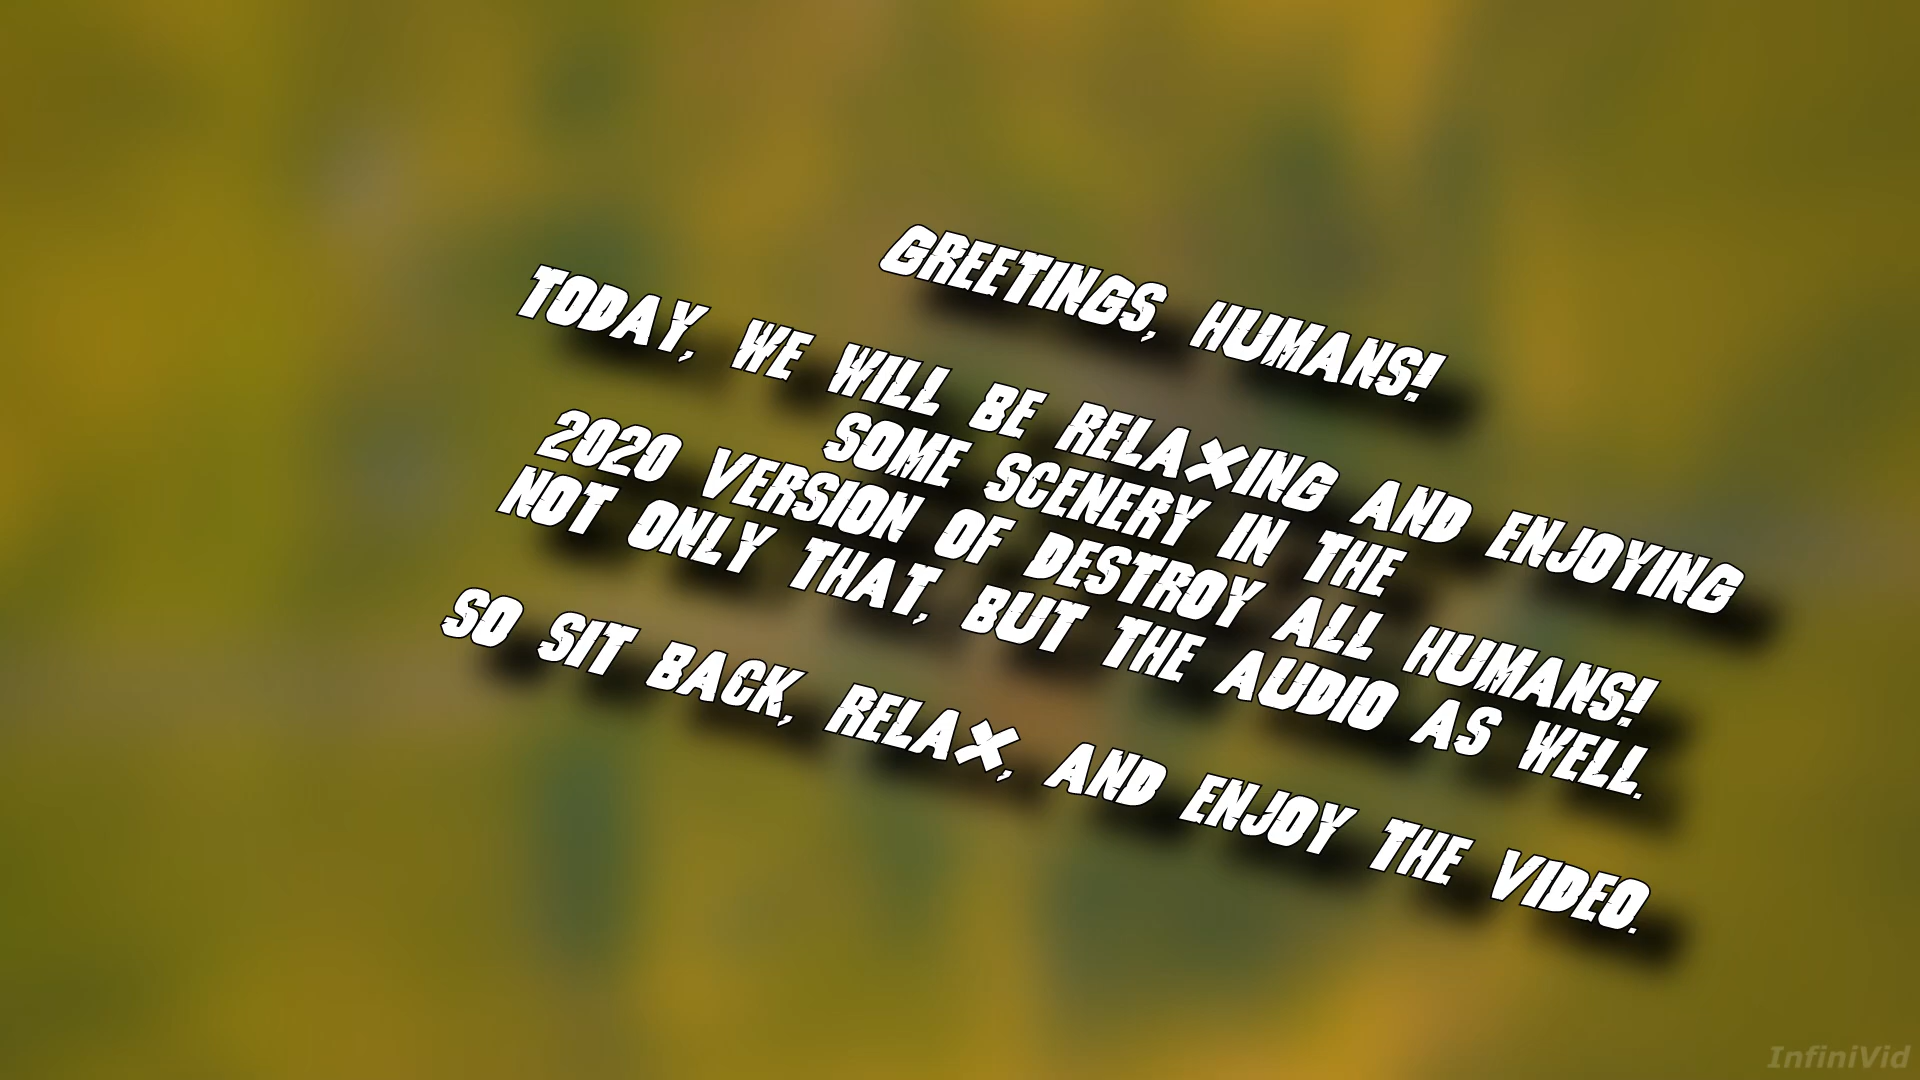 GREETINGS, HUMANS!
TODAY, WE WILL BE RELAXING AND ENJOYING
SOME SCENERY IN THE
2020 VERSION OF DESTROY ALL HUMANS!
NOT ONLY THAT, BUT THE AUDIO AS WELL.
SO SIT BACK, RELAX, AND ENJOY THE VIDEO.
InfiniVid